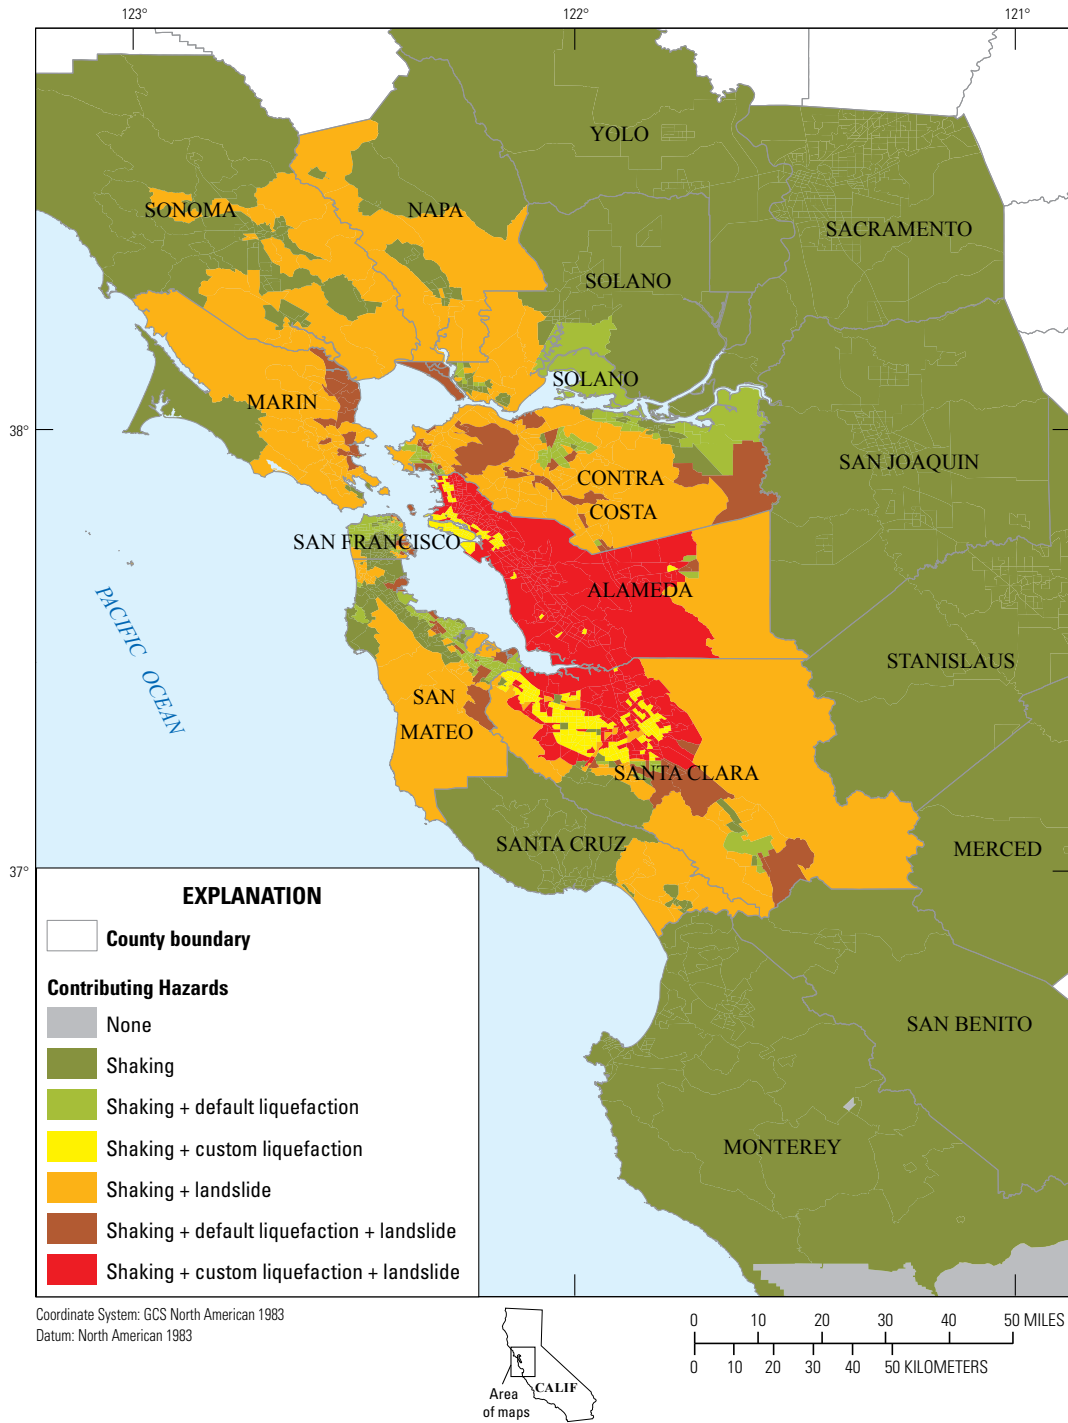 123°
122°
121°
YOLO
SONOMA
NAPA
SACRAMENTO
SOLANO
SOLANO
MARIN
38°
CONTRA
COSTA
SAN JOAQUIN
SAN FRANCISCO
ALAMEDA
PACIFIC OCEAN
STANISLAUS
SAN
MATEO
SANTA CLARA
SANTA CRUZ
MERCED
37°
EXPLANATION
County boundary
Contributing Hazards
None
Shaking
Shaking + default liquefaction
Shaking + custom liquefaction
Shaking + landslide
Shaking + default liquefaction + landslide
Shaking + custom liquefaction + landslide
SAN BENITO
MONTEREY
Coordinate System: GCS North American 1983
Datum: North American 1983
Area
of maps
CALIF
0 10 20 30 40 50 MILES
0 10 20 30 40 50 KILOMETERS